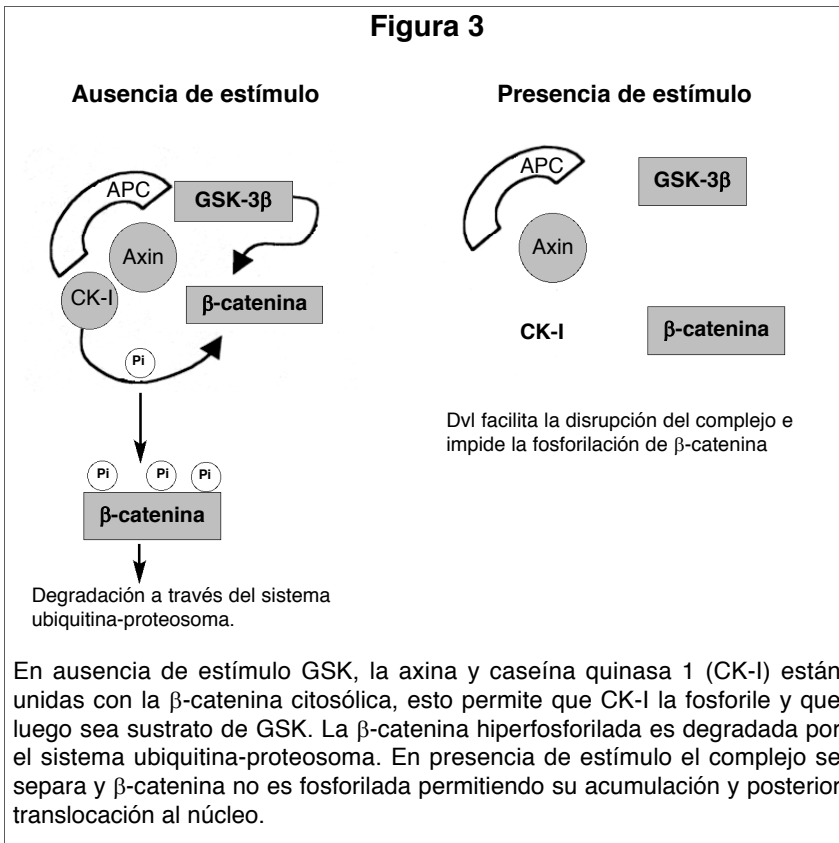 Figura 3
Ausencia de estímulo
APC
GSK-3β
Axin
CK-I
β-catenina
Pi
Pi Pi Pi
β-catenina
Degradación a través del sistema
ubiquitina-proteosoma.
Presencia de estímulo
APC
GSK-3β
Axin
CK-I
β-catenina
Dvl facilita la disrupción del complejo e
impide la fosforilación de β-catenina
En ausencia de estímulo GSK, la axina y caseína quinasa 1 (CK-I) están
unidas con la β-catenina citosólica, esto permite que CK-I la fosforile y que
luego sea sustrato de GSK. La β-catenina hiperfosforilada es degradada por
el sistema ubiquitina-proteosoma. En presencia de estímulo el complejo se
separa y β-catenina no es fosforilada permitiendo su acumulación y posterior
translocación al núcleo.